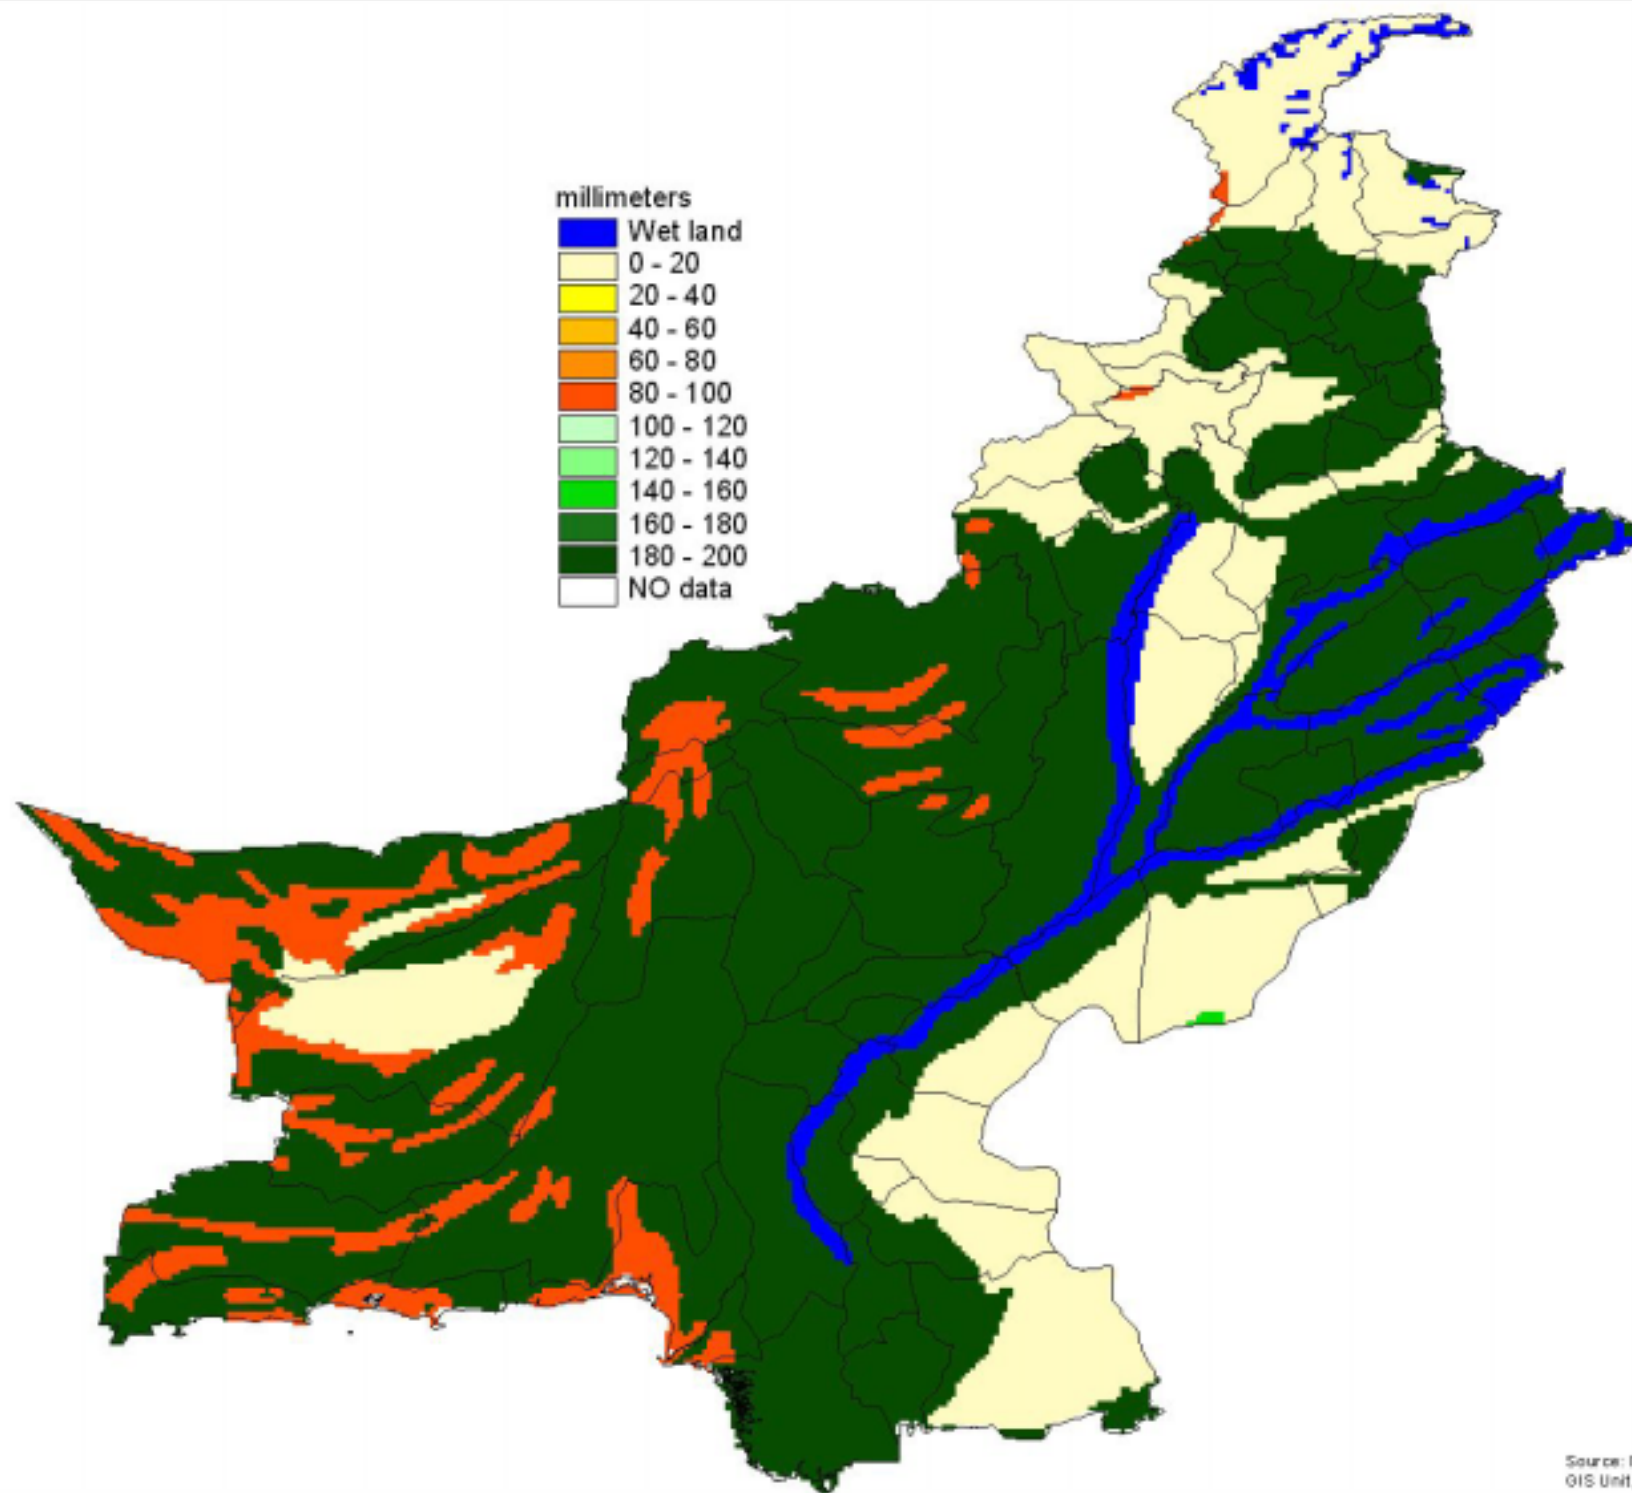 millimeters
Wet land
0 - 20
20 - 40
40 - 60
60 - 80
80 - 100
100 - 120
120 - 140
140 - 160
160 - 180
180 - 200
NO data
Source:
GIS Unit